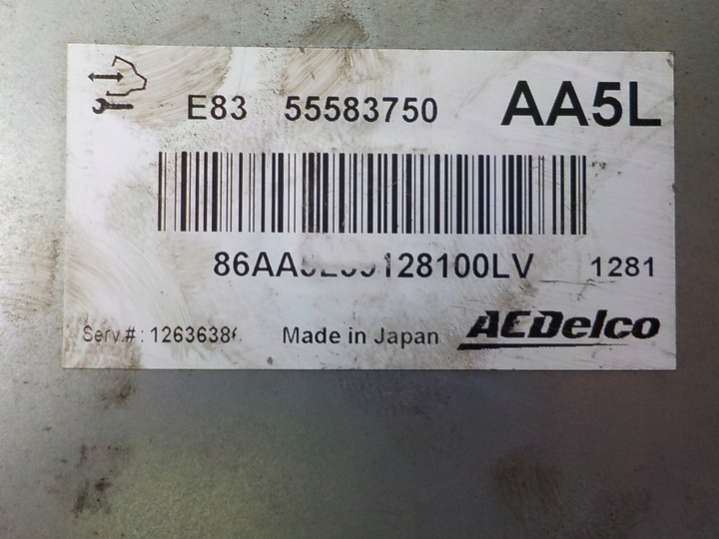 E83 55583750 AA5L
1281
Serv.#: Made in Japan ACDelco